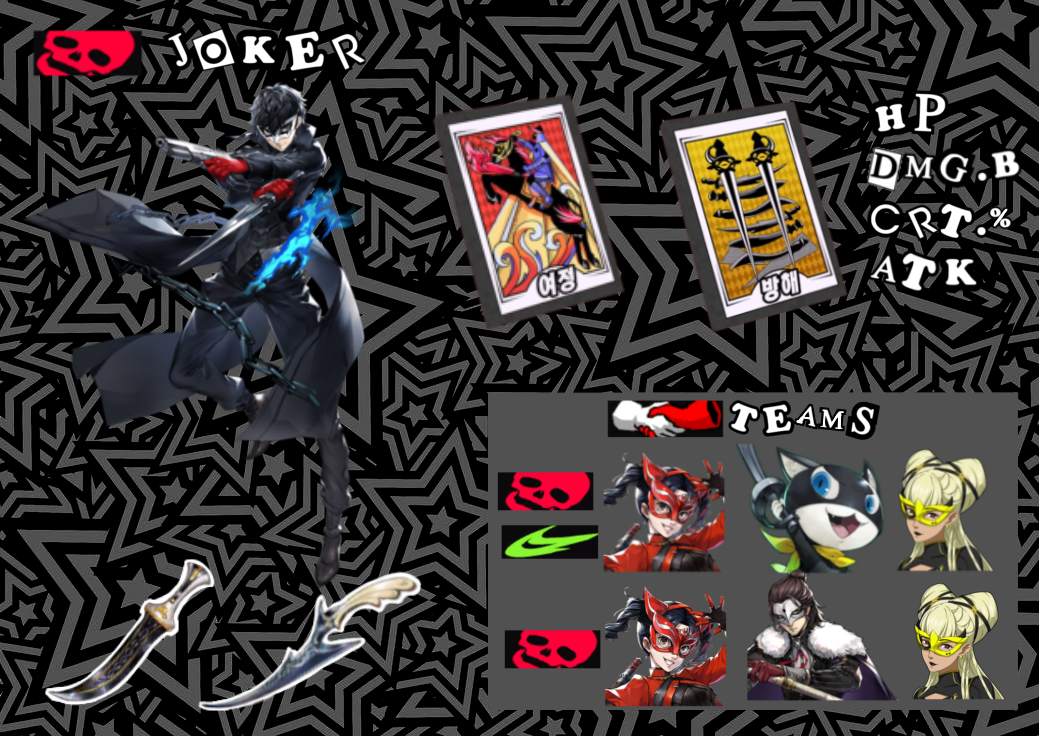 JOKER
여정
방해
HP
DMG.B
CRT.%
ATK
TEAMS